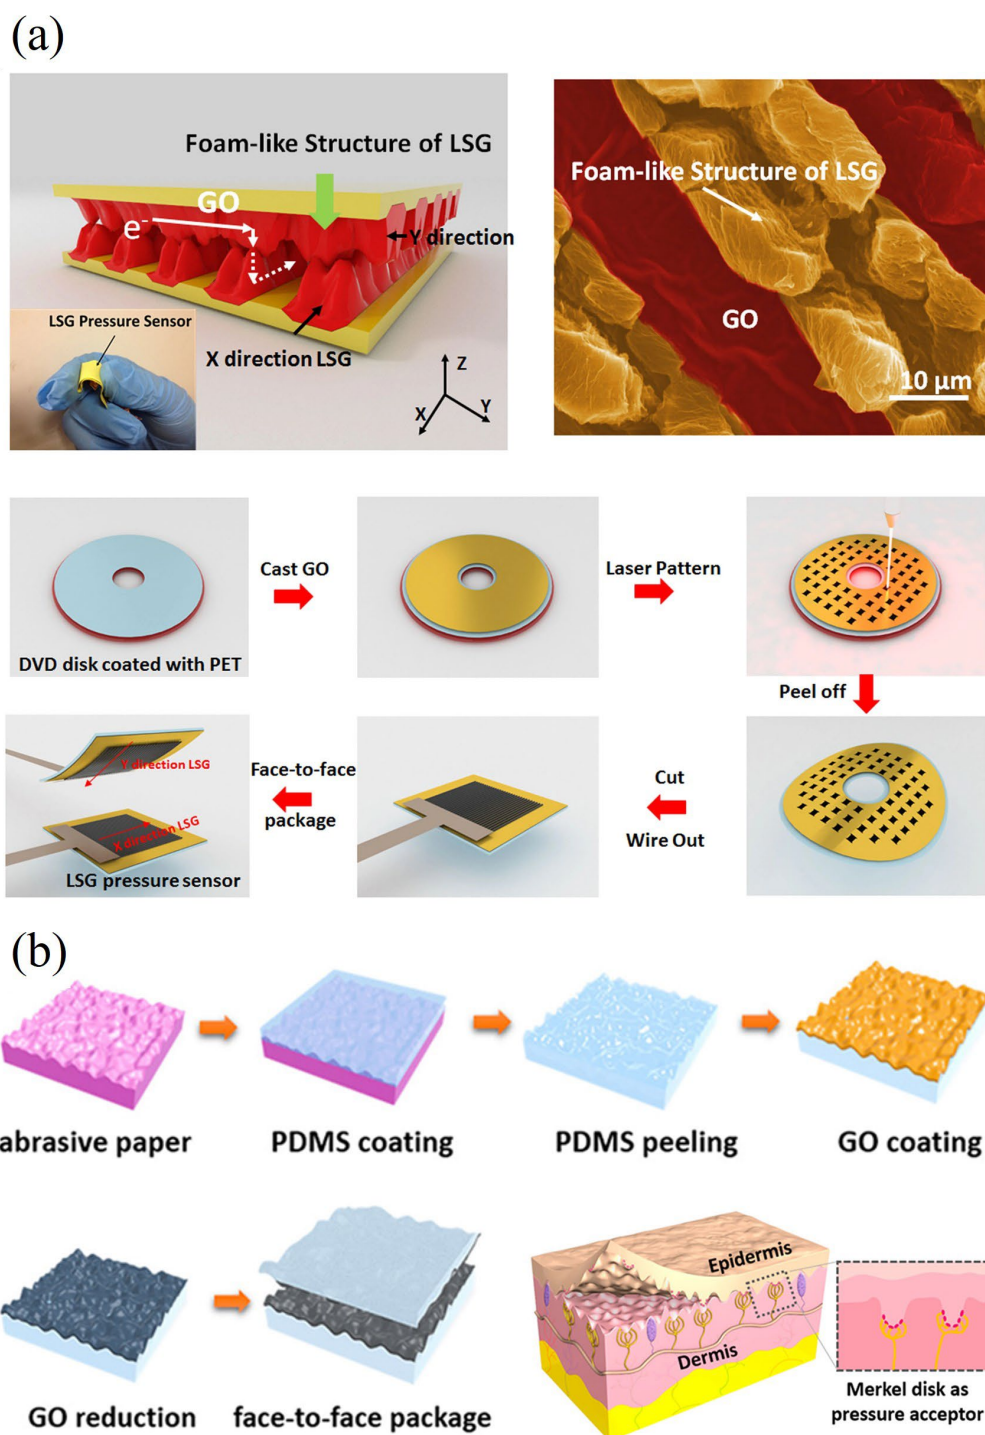 (a)
Foam-like Structure of LSG
GO
e-
Y direction
LSG Pressure Sensor
X direction LSG
Z
X
Y
Foam-like Structure of LSG
GO
10 μm
Cast GO
Laser Pattern
DVD disk coated with PET
Peel off
Y direction LSG
X direction LSG
LSG pressure sensor
Face-to-face
package
Cut
Wire Out
(b)
abrasive paper
PDMS coating
PDMS peeling
GO coating
GO reduction
face-to-face package
Epidermis
Dermis
Merkel disk as
pressure acceptor